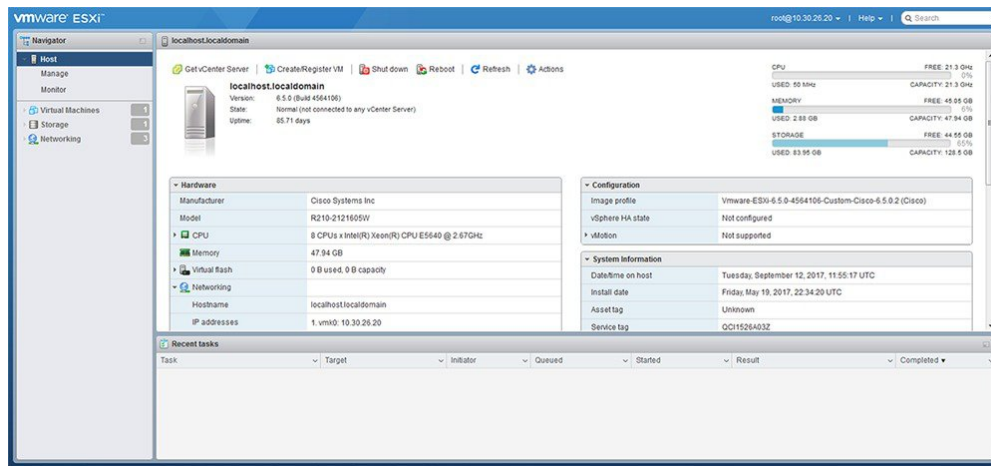 vmware ESXi™
root@10.30.26.20 | Help | Search
Navigator
localhost.localdomain
Host
Manage
Monitor
Virtual Machines 1
Storage 1
Networking 3
Get vCenter Server | Create/Register VM | Shut down Reboot | Refresh | Actions
localhost.localdomain
Version: 6.5.0 (Build 4564106)
State: Normal (not connected to any vCenter Server)
Uptime: 85.71 days
CPU FREE: 21.3 GHz
0%
USED: 50 MHz CAPACITY: 21.3 GHz
MEMORY FREE: 45.05 GB
6%
USED: 2.88 GB CAPACITY: 47.94 GB
STORAGE FREE: 44.55 GB
65%
USED: 83.95 GB CAPACITY: 128.5 GB
Hardware
Manufacturer Cisco Systems Inc
Model R210-2121605W
CPU 8 CPUs x Intel(R) Xeon(R) CPU E5640 @ 2.67GHz
Memory 47.94 GB
Virtual flash 0 B used, 0 B capacity
Networking
Hostname localhost.localdomain
IP addresses 1. vmk0: 10.30.26.20
Configuration
Image profile Vmware-ESXi-6.5.0-4564106-Custom-Cisco-6.5.0.2 (Cisco)
vSphere HA state Not configured
vMotion Not supported
System Information
Date/time on host Tuesday, September 12, 2017, 11:55:17 UTC
Install date Friday, May 19, 2017, 22:34:20 UTC
Asset tag Unknown
Service tag QCI1526A03Z
Recent tasks
Task Target Initiator Queued Started Result Completed